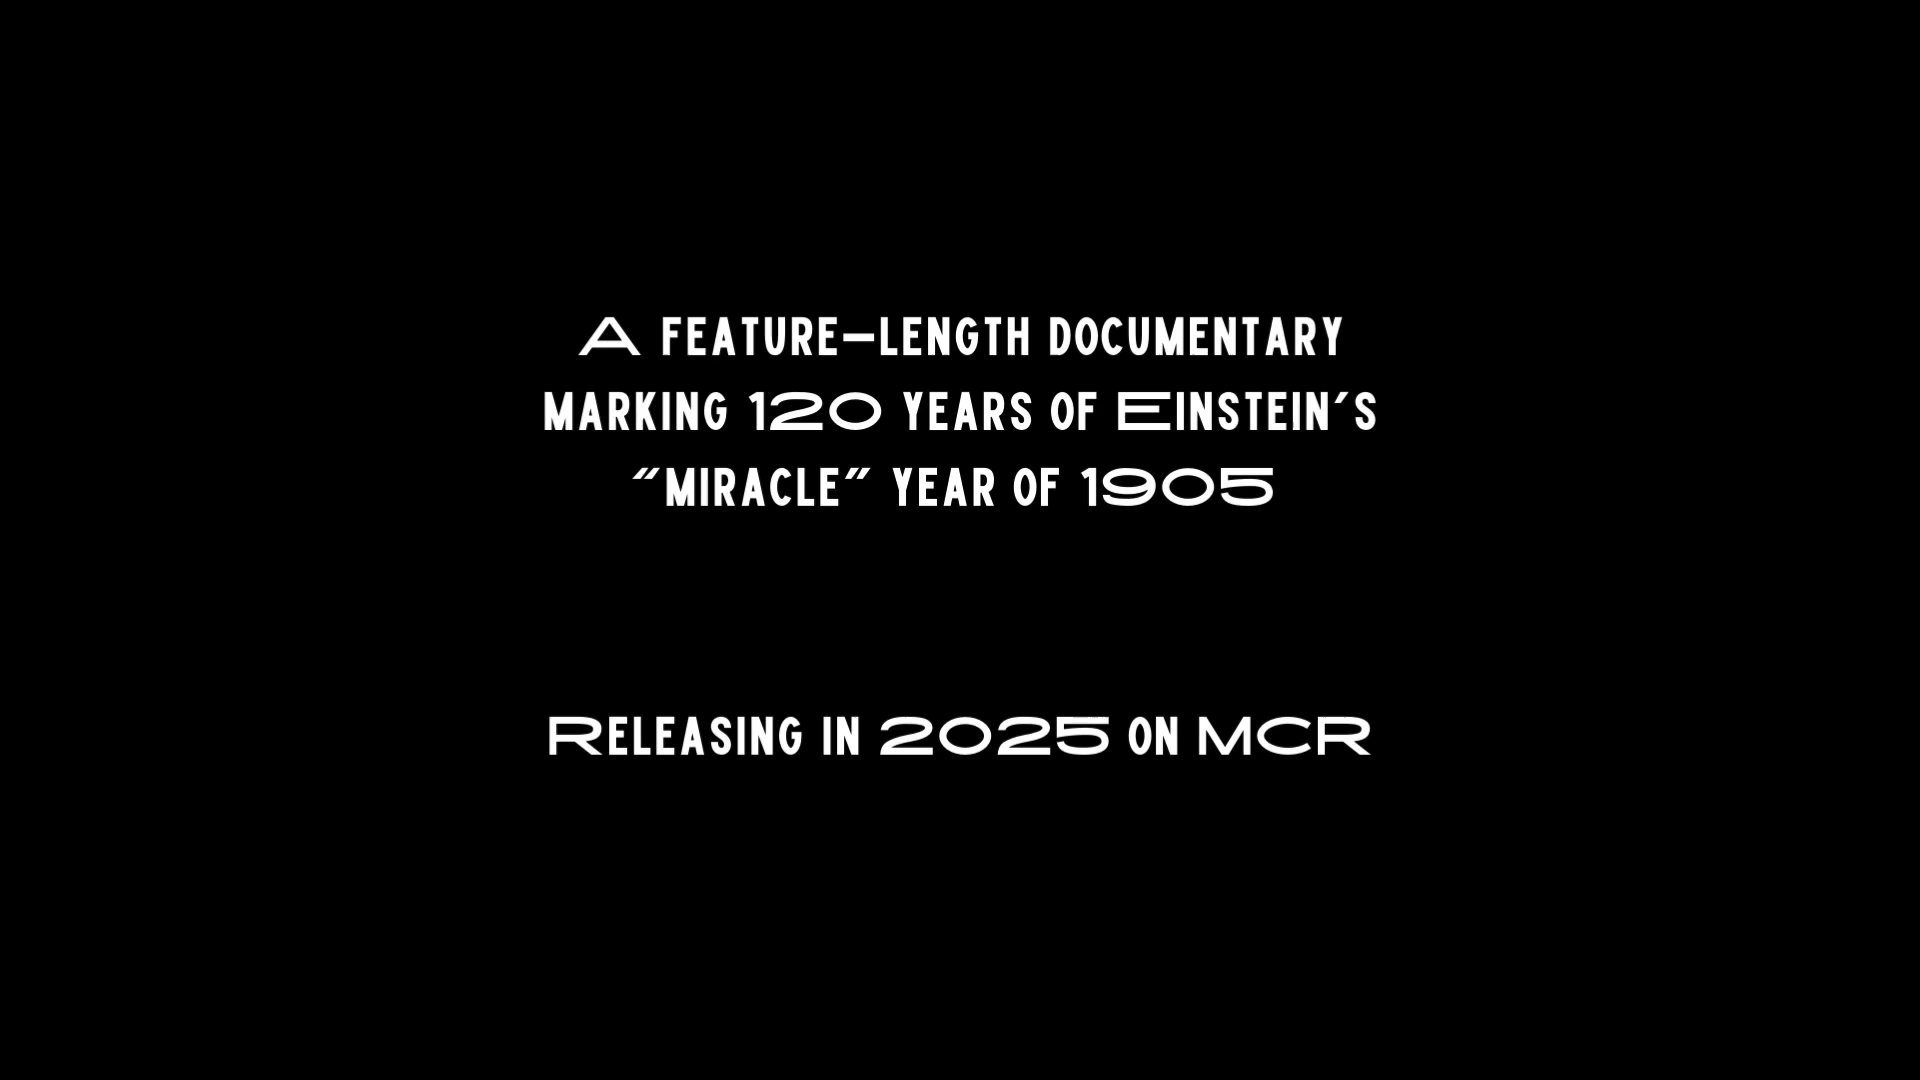 A feature-length documentary
marking 120 years of Einstein's
"miracle" year of 1905
Releasing in 2025 on MCR